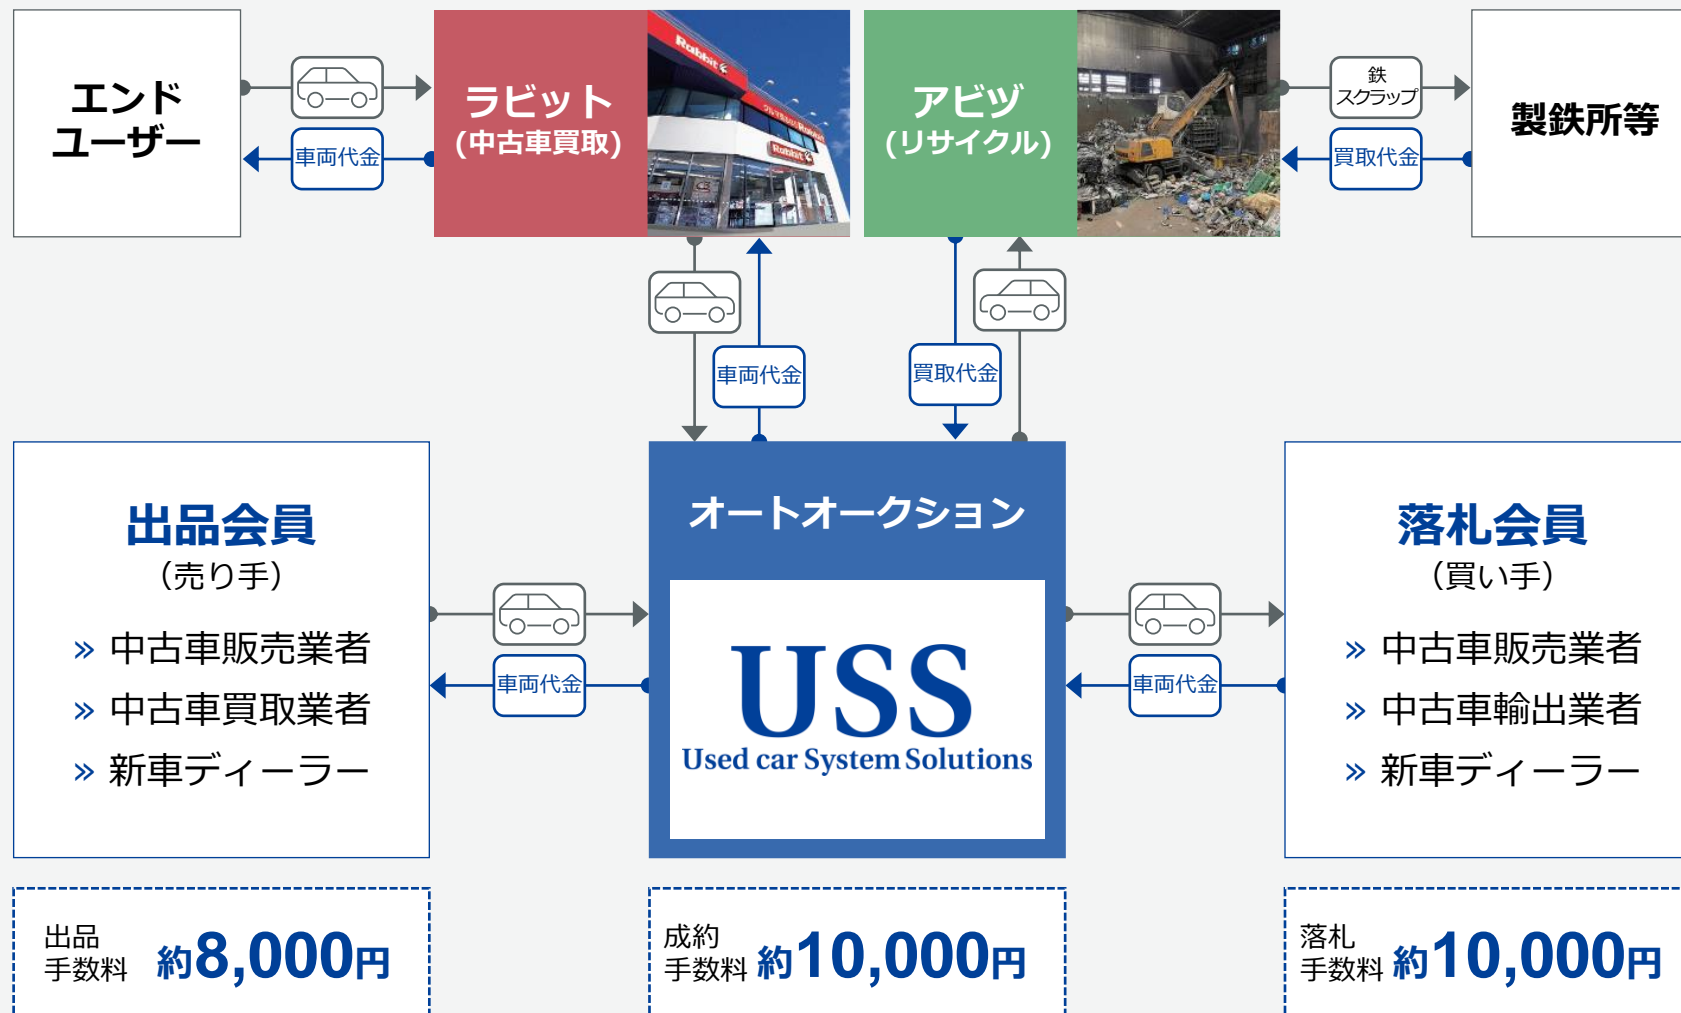 エンド
ユーザー
車両代金
ラビット
(中古車買取)
Rabbit
Rabbit
アビヅ
(リサイクル)
鉄
スクラップ
買取代金
製鉄所等
車両代金
買取代金
出品会員
（売り手）
» 中古車販売業者
» 中古車買取業者
» 新車ディーラー
車両代金
オートオークション
USS
Used car System Solutions
車両代金
落札会員
（買い手）
» 中古車販売業者
» 中古車輸出業者
» 新車ディーラー
出品
手数料
約8,000円
成約
手数料
約10,000円
落札
手数料
約10,000円